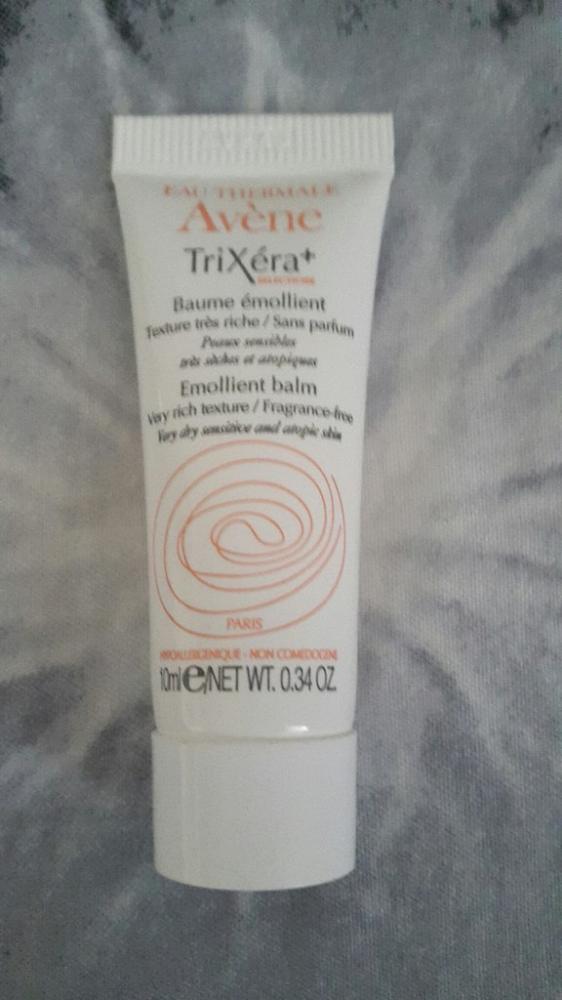 EAU THERMALE
Avène
TriXéra+
SELECTIOSE
Baume émollient
Texture très riche / Sans parfum
Peaux sensibles
très sèches et atopiques
Emollient balm
Very rich texture / Fragrance-free
Very dry sensitive and atopic skin
PARIS
HYPOALLERGENIQUE - NON COMEDOGENE
10ml e/NET WT. 0.34 OZ.